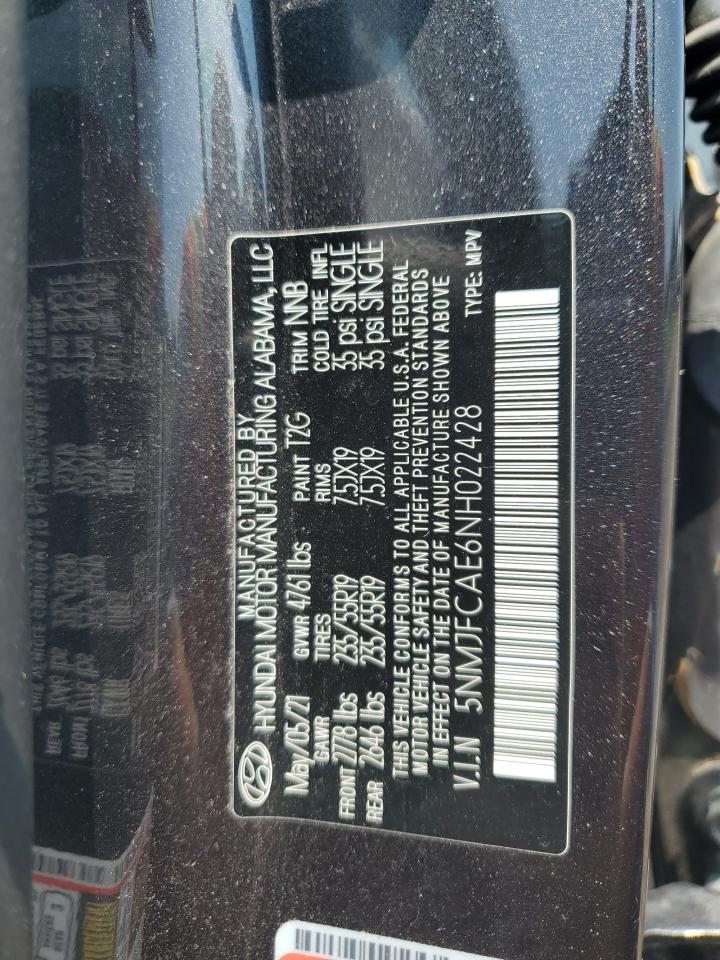 MANUFACTURED BY
HYUNDAI MOTOR MANUFACTURING ALABAMA, LLC
May/05/21 GVWR 4761 lbs PAINT T2G TRIM NNB
GAWR TIRES RIMS COLD TIRE INFL
FRONT 2778 lbs 235/55R19 7.5JX19 35 psi SINGLE
REAR 2646 lbs 235/55R19 7.5JX19 35 psi SINGLE
THIS VEHICLE CONFORMS TO ALL APPLICABLE U.S.A. FEDERAL
MOTOR VEHICLE SAFETY AND THEFT PREVENTION STANDARDS
IN EFFECT ON THE DATE OF MANUFACTURE SHOWN ABOVE
V.I.N 5NMJFCAE6NH022428 TYPE: MPV